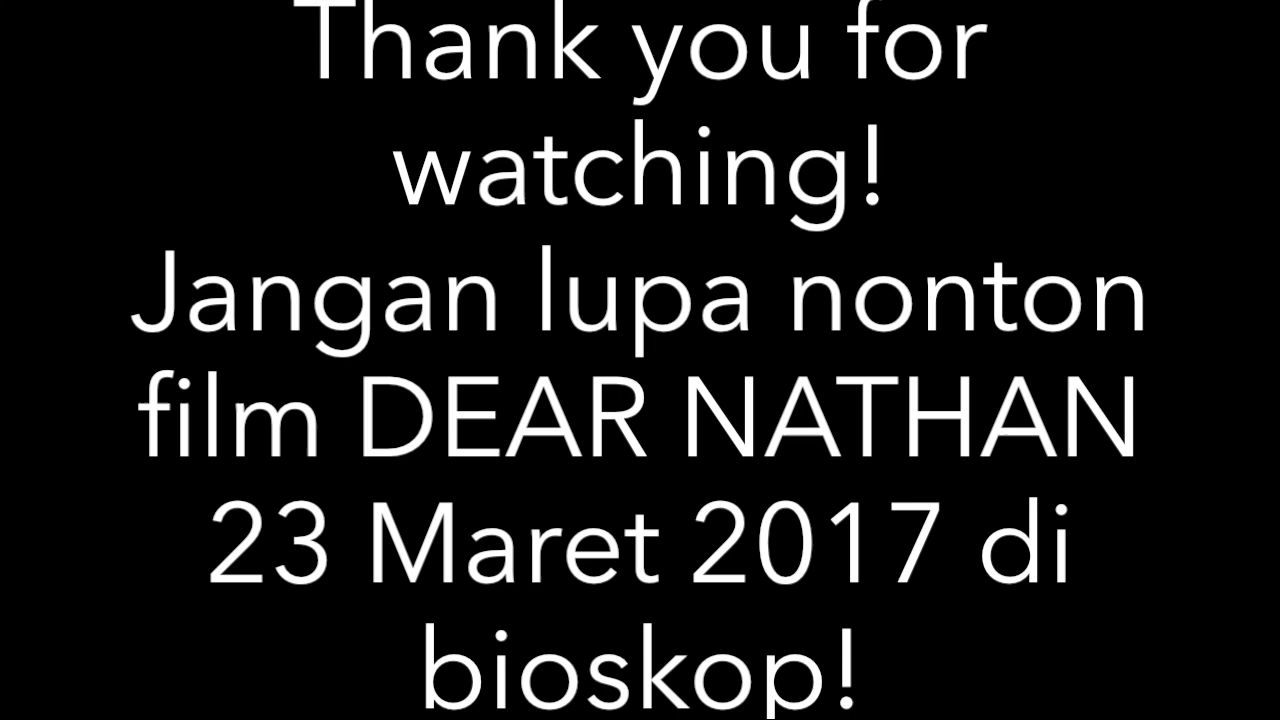 Thank you for
watching!
Jangan lupa nonton
film DEAR NATHAN
23 Maret 2017 di
bioskop!